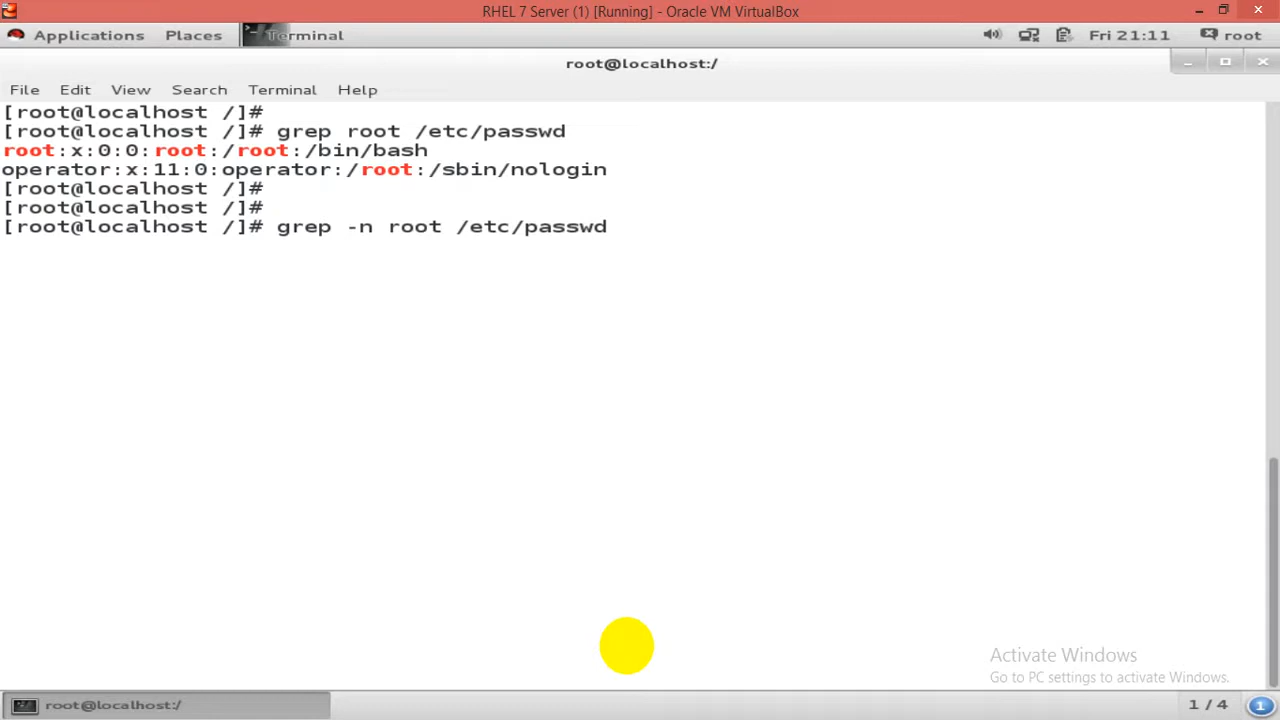 RHEL 7 Server (1) [Running] - Oracle VM VirtualBox
Applications Places Terminal Fri 21:11 root
root@localhost:/
File Edit View Search Terminal Help
[root@localhost /]#
[root@localhost /]# grep root /etc/passwd
root:x:0:0:root:/root:/bin/bash
operator:x:11:0:operator:/root:/sbin/nologin
[root@localhost /]#
[root@localhost /]#
[root@localhost /]# grep -n root /etc/passwd
Activate Windows
Go to PC settings to activate Windows.
root@localhost:/ 1 / 4 1